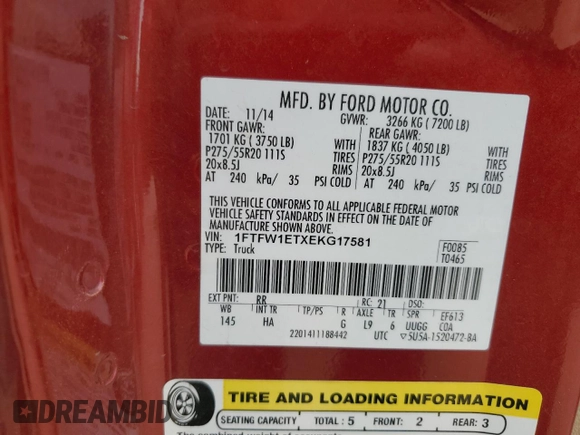 MFD. BY FORD MOTOR CO.
DATE: 11/14 GVWR: 3266 KG ( 7200 LB)
FRONT GAWR: REAR GAWR:
1701 KG ( 3750 LB) 1837 KG ( 4050 LB)
P275/55R20 111S TIRES P275/55R20 111S TIRES
20x8.5J RIMS 20x8.5J RIMS
AT 240 kPa/ 35 PSI COLD AT 240 kPa/ 35 PSI COLD
THIS VEHICLE CONFORMS TO ALL APPLICABLE FEDERAL MOTOR
VEHICLE SAFETY STANDARDS IN EFFECT ON THE DATE OF
MANUFACTURE SHOWN ABOVE.
VIN: 1FTFW1ETXEKG17581
TYPE: Truck
F0085
T0465
EXT PNT: RR RC: 21 DSO:
WB INT TR TP/PS R AXLE TR SPR EF613
145 HA G L9 6 UUGG COA
2201411188442 UTC ▽5U5A-1520472-BA
TIRE AND LOADING INFORMATION
SEATING CAPACITY TOTAL : 5 FRONT: 2 REAR: 3
The combined weight of
DREAMBID